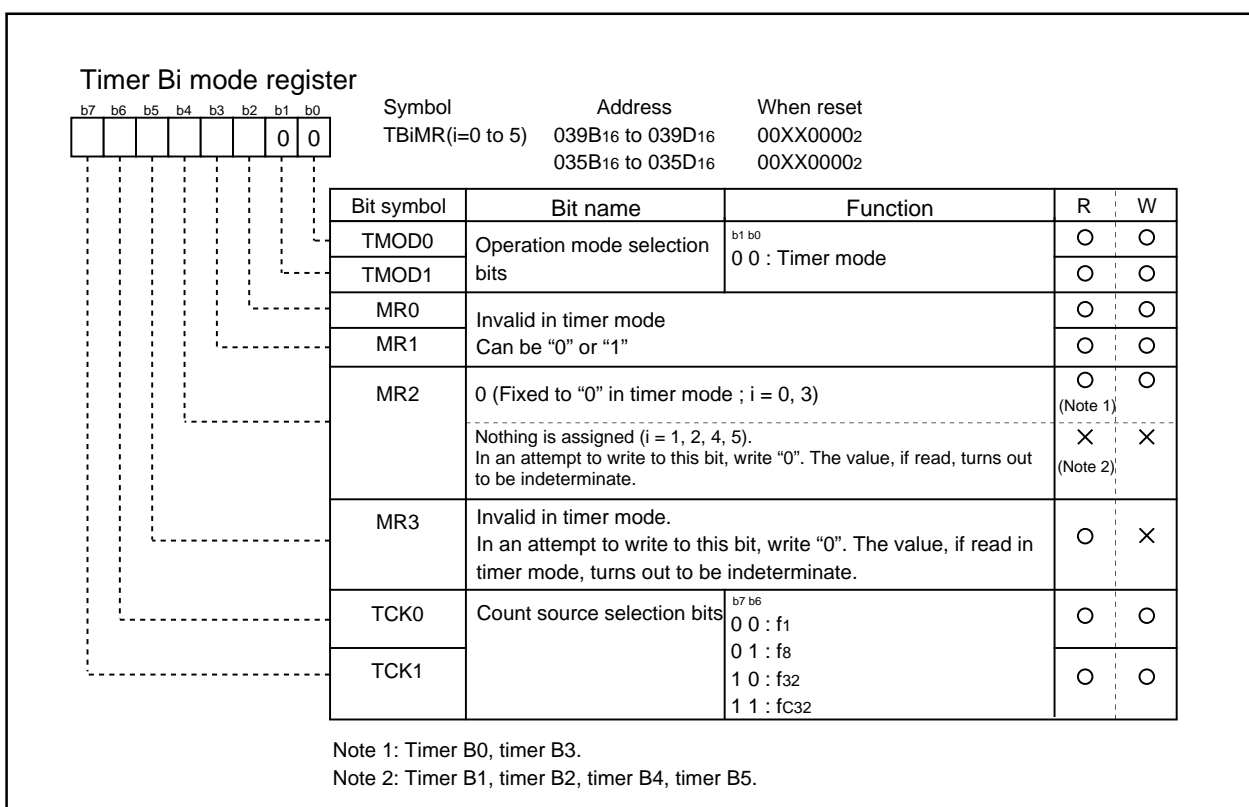 Timer Bi mode register
b7 b6 b5 b4 b3 b2 b1 b0
0 0
Symbol Address When reset
TBiMR(i=0 to 5) 039B16 to 039D16 00XX00002
035B16 to 035D16 00XX00002
Bit symbol Bit name Function R W
TMOD0 Operation mode selection bits b1 b0
0 0 : Timer mode
TMOD1
MR0 Invalid in timer mode
MR1 Can be “0” or “1”
MR2 0 (Fixed to “0” in timer mode ; i = 0, 3)
(Note 1)
Nothing is assigned (i = 1, 2, 4, 5).
In an attempt to write to this bit, write “0”. The value, if read, turns out
to be indeterminate.
(Note 2)
MR3 Invalid in timer mode.
In an attempt to write to this bit, write “0”. The value, if read in
timer mode, turns out to be indeterminate.
TCK0 Count source selection bits b7 b6
0 0 : f1
0 1 : f8
TCK1 1 0 : f32
1 1 : fC32
Note 1: Timer B0, timer B3.
Note 2: Timer B1, timer B2, timer B4, timer B5.